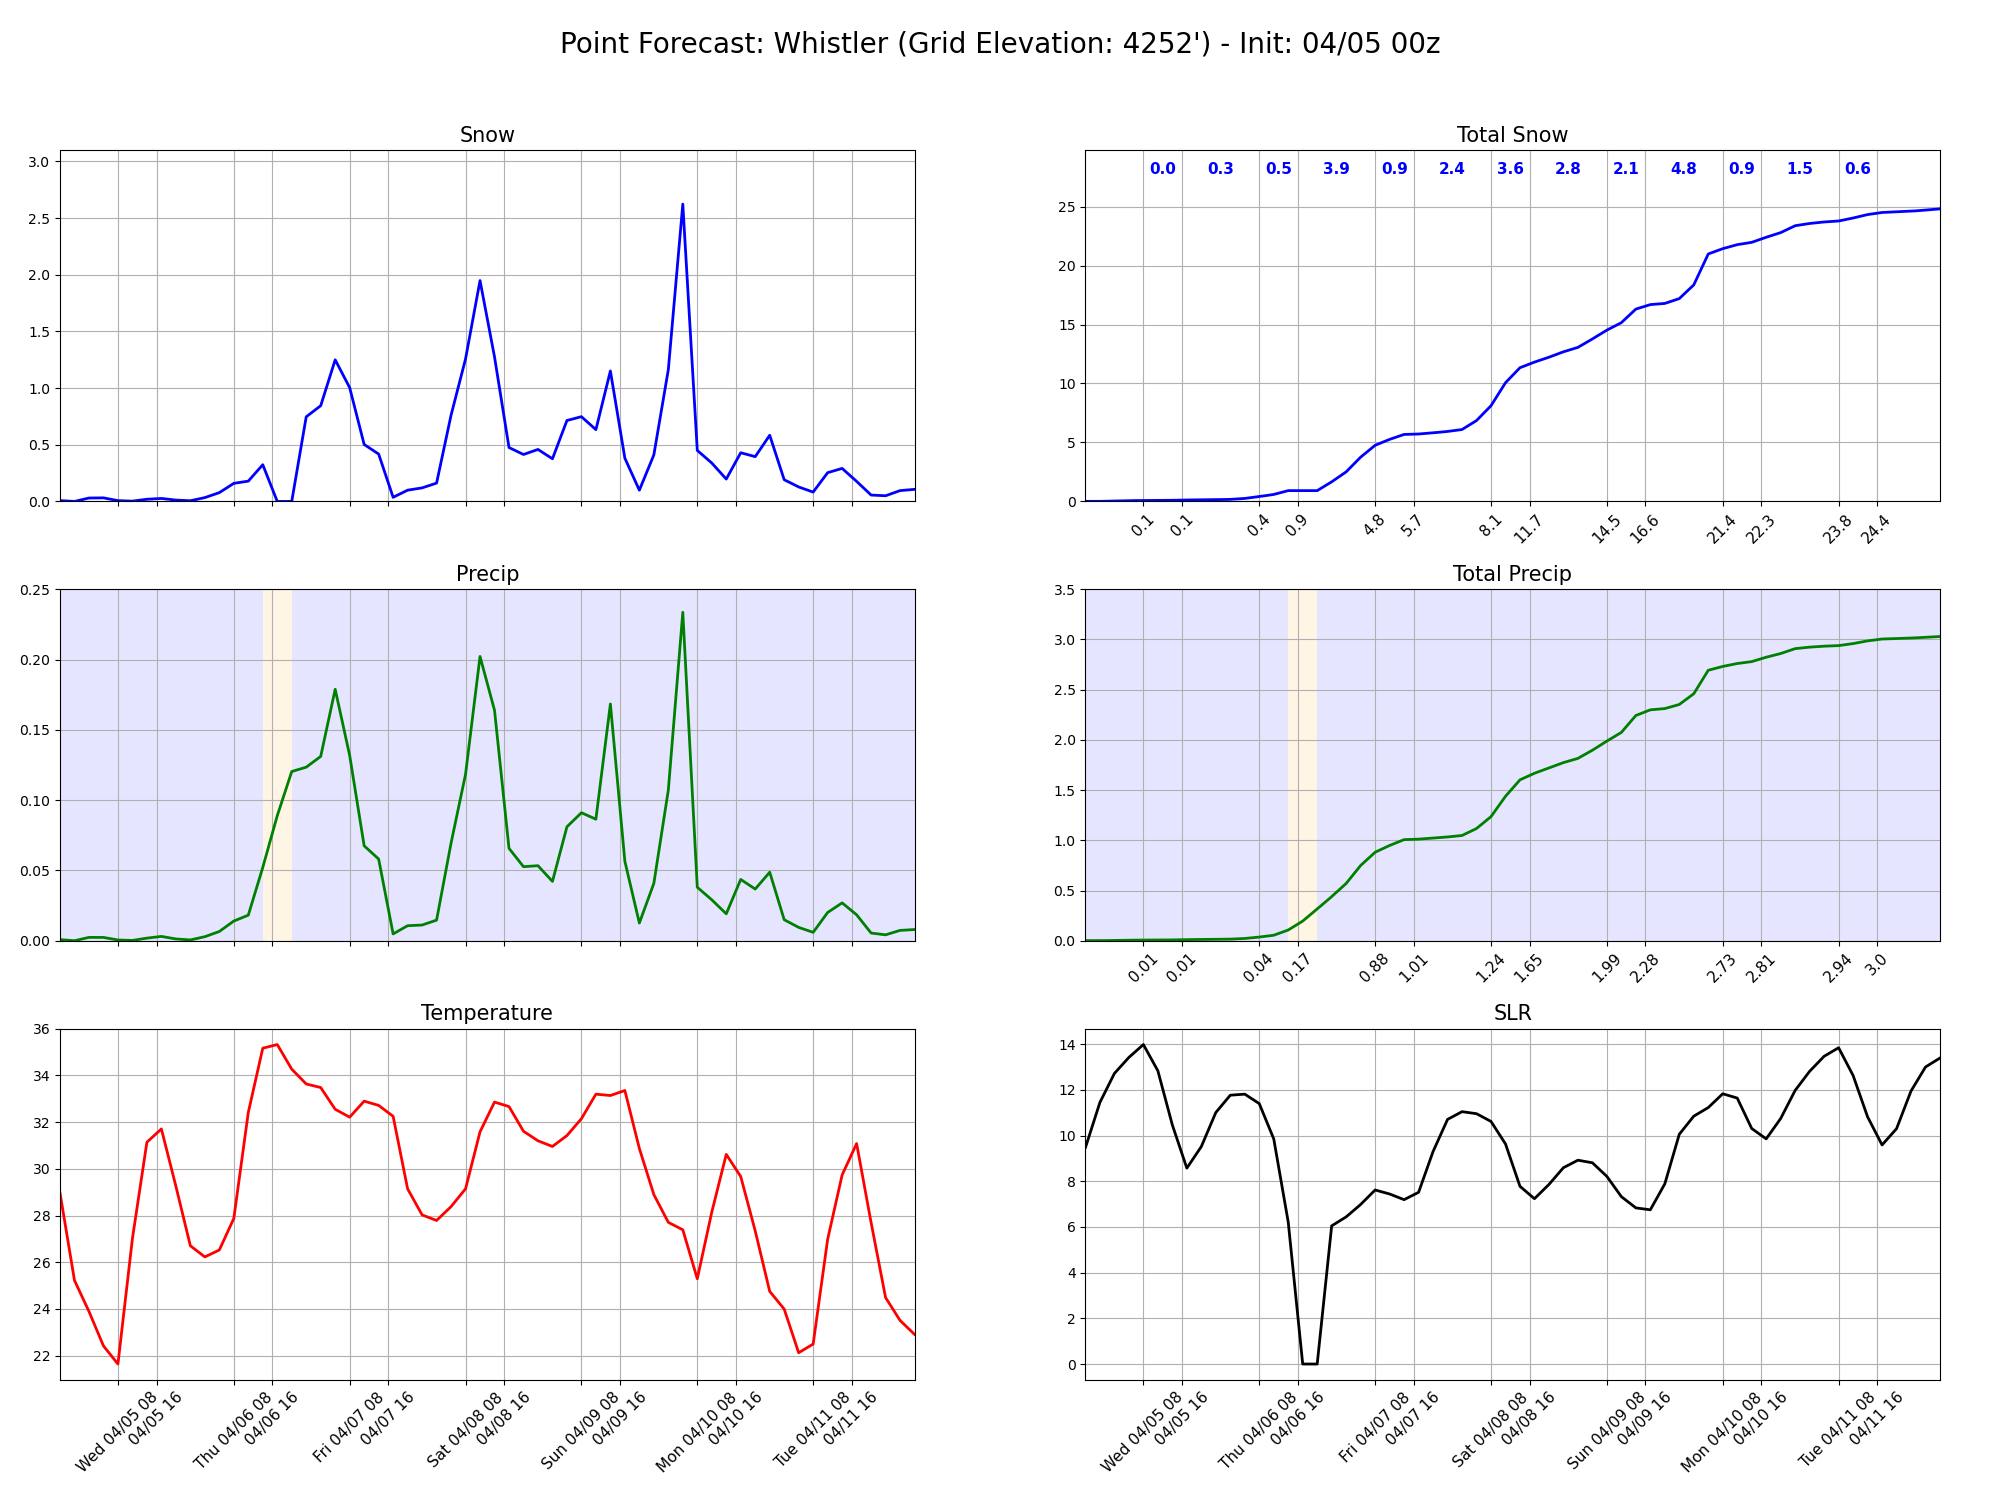 Point Forecast: Whistler (Grid Elevation: 4252') - Init: 04/05 00z
Snow
3.0
2.5
2.0
1.5
1.0
0.5
0.0
Total Snow
0.0 0.3 0.5 3.9 0.9 2.4 3.6 2.8 2.1 4.8 0.9 1.5 0.6
25
20
15
10
5
0
0.1 0.1 0.4 0.9 4.8 5.7 8.1 11.7 14.5 16.6 21.4 22.3 23.8 24.4
Precip
0.25
0.20
0.15
0.10
0.05
0.00
Total Precip
3.5
3.0
2.5
2.0
1.5
1.0
0.5
0.0
0.01 0.01 0.04 0.17 0.88 1.01 1.24 1.65 1.99 2.28 2.73 2.81 2.94 3.0
Temperature
36
34
32
30
28
26
24
22
Wed 04/05 08
04/05 16
Thu 04/06 08
04/06 16
Fri 04/07 08
04/07 16
Sat 04/08 08
04/08 16
Sun 04/09 08
04/09 16
Mon 04/10 08
04/10 16
Tue 04/11 08
04/11 16
SLR
14
12
10
8
6
4
2
0
Wed 04/05 08
04/05 16
Thu 04/06 08
04/06 16
Fri 04/07 08
04/07 16
Sat 04/08 08
04/08 16
Sun 04/09 08
04/09 16
Mon 04/10 08
04/10 16
Tue 04/11 08
04/11 16